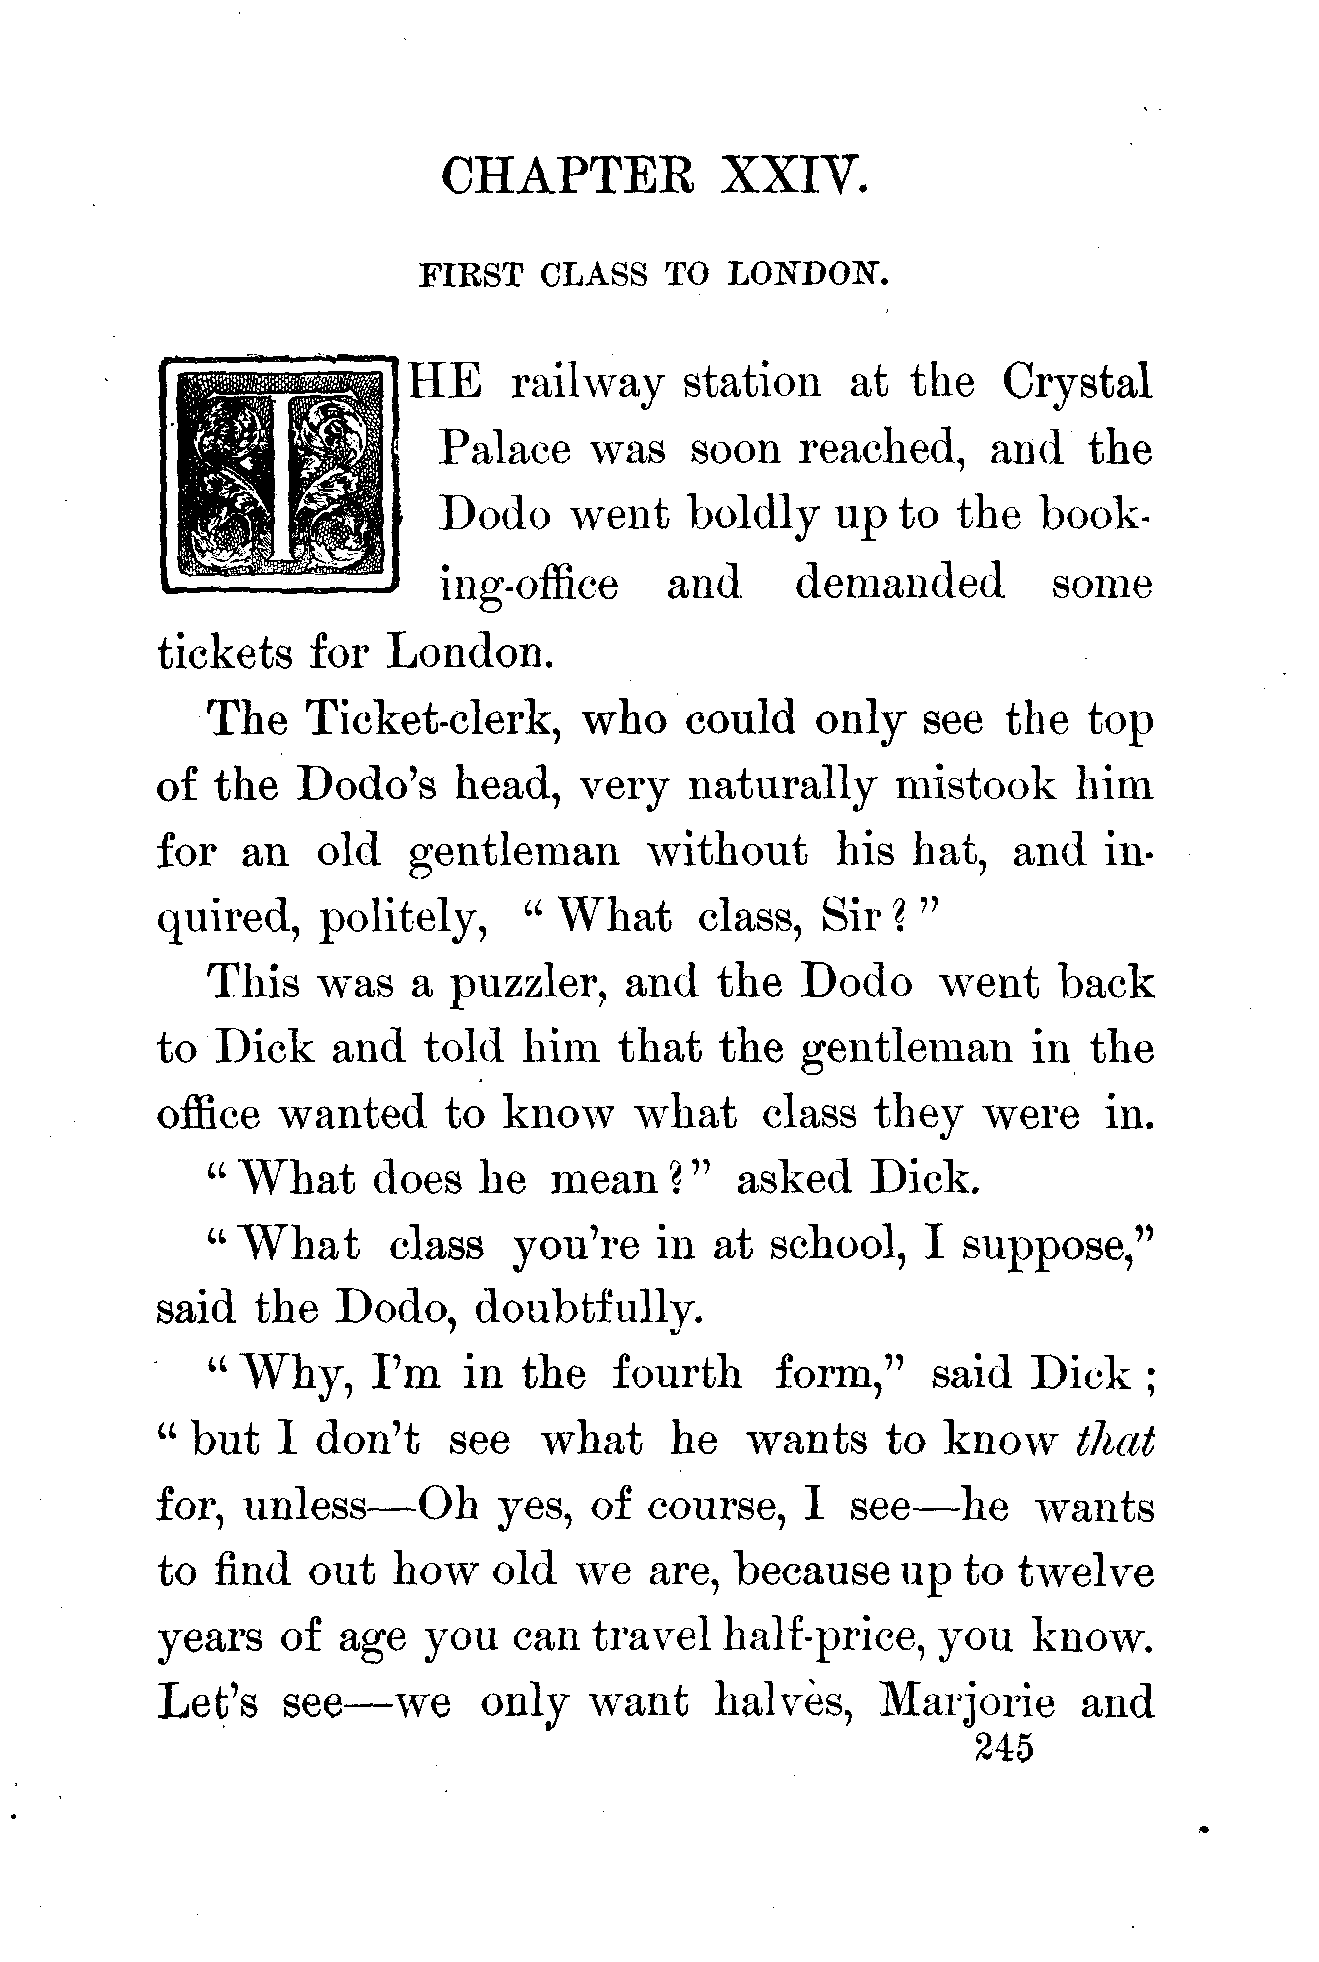 CHAPTER XXIV.
FIRST CLASS TO LONDON.
THE railway station at the Crystal
Palace was soon reached, and the
Dodo went boldly up to the book-
ing-office and demanded some
tickets for London.
The Ticket-clerk, who could only see the top
of the Dodo's head, very naturally mistook him
for an old gentleman without his hat, and in-
quired, politely, “ What class, Sir ? ”
This was a puzzler, and the Dodo went back
to Dick and told him that the gentleman in the
office wanted to know what class they were in.
“ What does he mean ? ” asked Dick.
“ What class you're in at school, I suppose,”
said the Dodo, doubtfully.
“ Why, I'm in the fourth form,” said Dick ;
“ but I don't see what he wants to know that
for, unless—Oh yes, of course, I see—he wants
to find out how old we are, because up to twelve
years of age you can travel half-price, you know.
Let's see—we only want halves, Marjorie and
245